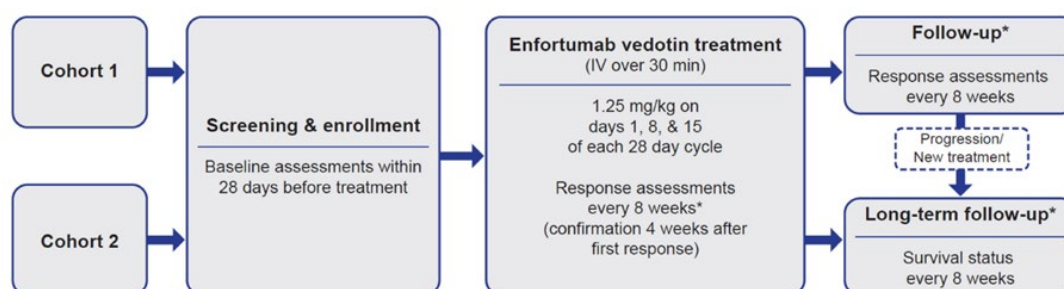 Cohort 1
Cohort 2
Screening & enrollment
Baseline assessments within
28 days before treatment
Enfortumab vedotin treatment
(IV over 30 min)
1.25 mg/kg on
days 1, 8, & 15
of each 28 day cycle
Response assessments
every 8 weeks*
(confirmation 4 weeks after
first response)
Follow-up*
Response assessments
every 8 weeks
Progression/
New treatment
Long-term follow-up*
Survival status
every 8 weeks